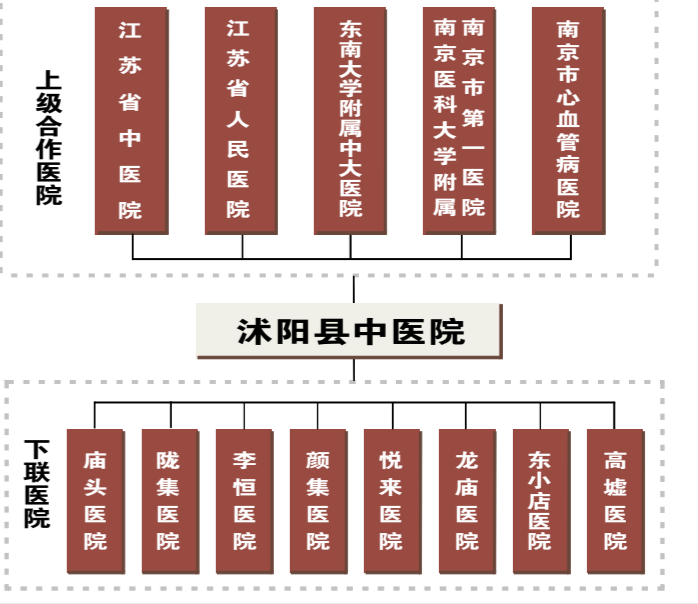 上级合作医院
江苏省中医院
江苏省人民医院
东南大学附属中大医院
南京医科大学附属
南京市第一医院
南京市心血管病医院
沭阳县中医院
下联医院
庙头医院
陇集医院
李恒医院
颜集医院
悦来医院
龙庙医院
东小店医院
高墟医院